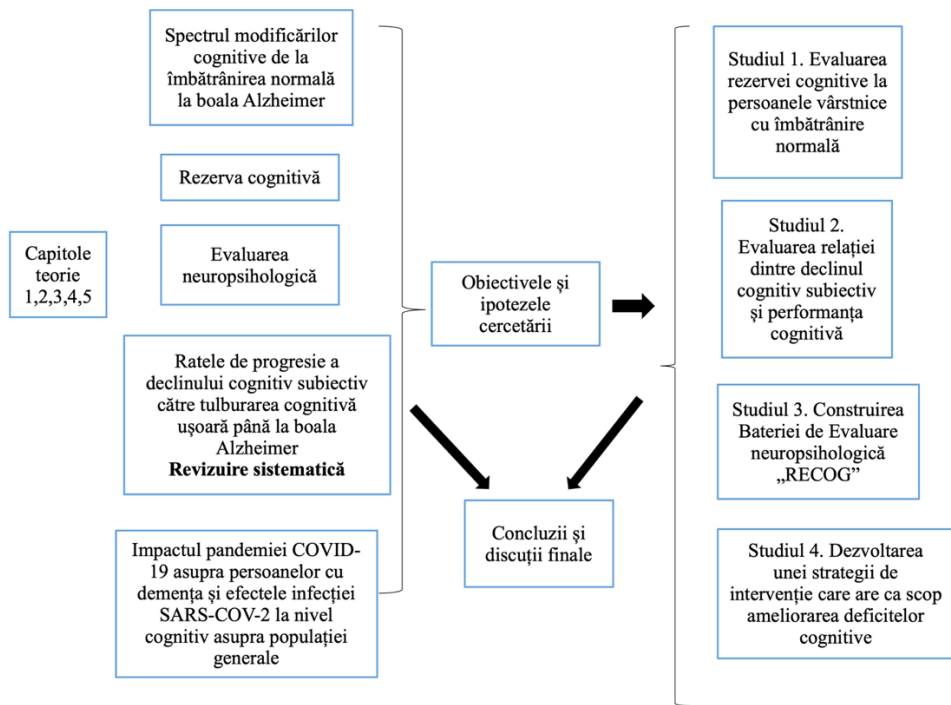 Capitole
teorie
1,2,3,4,5
Spectrul modificărilor
cognitive de la
îmbătrânirea normală
la boala Alzheimer
Rezerva cognitivă
Evaluarea
neuropsihologică
Ratele de progresie a
declinului cognitiv subiectiv
către tulburarea cognitivă
ușoară până la boala
Alzheimer
Revizuire sistematică
Impactul pandemiei COVID-
19 asupra persoanelor cu
demența și efectele infecției
SARS-COV-2 la nivel
cognitiv asupra populației
generale
Obiectivele și
ipotezele
cercetării
Concluzii și
discuții finale
Studiul 1. Evaluarea
rezervei cognitive la
persoanele vârstnice
cu îmbătrânire
normală
Studiul 2.
Evaluarea relației
dintre declinul
cognitiv subiectiv
și performanța
cognitivă
Studiul 3. Construirea
Bateriei de Evaluare
neuropsihologică
„RECOG”
Studiul 4. Dezvoltarea
unei strategii de
intervenție care are ca scop
ameliorarea deficitelor
cognitive